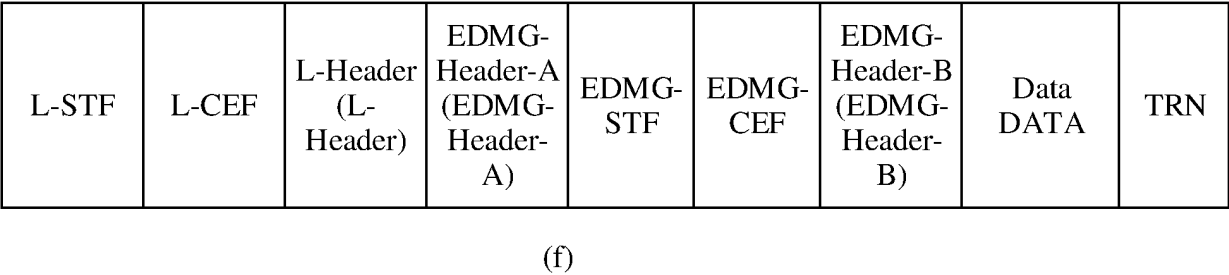 L-STF
L-CEF
L-Header
(L-
Header)
EDMG-
Header-A
(EDMG-
Header-
A)
EDMG-
STF
EDMG-
CEF
EDMG-
Header-B
(EDMG-
Header-
B)
Data
DATA
TRN
(f)